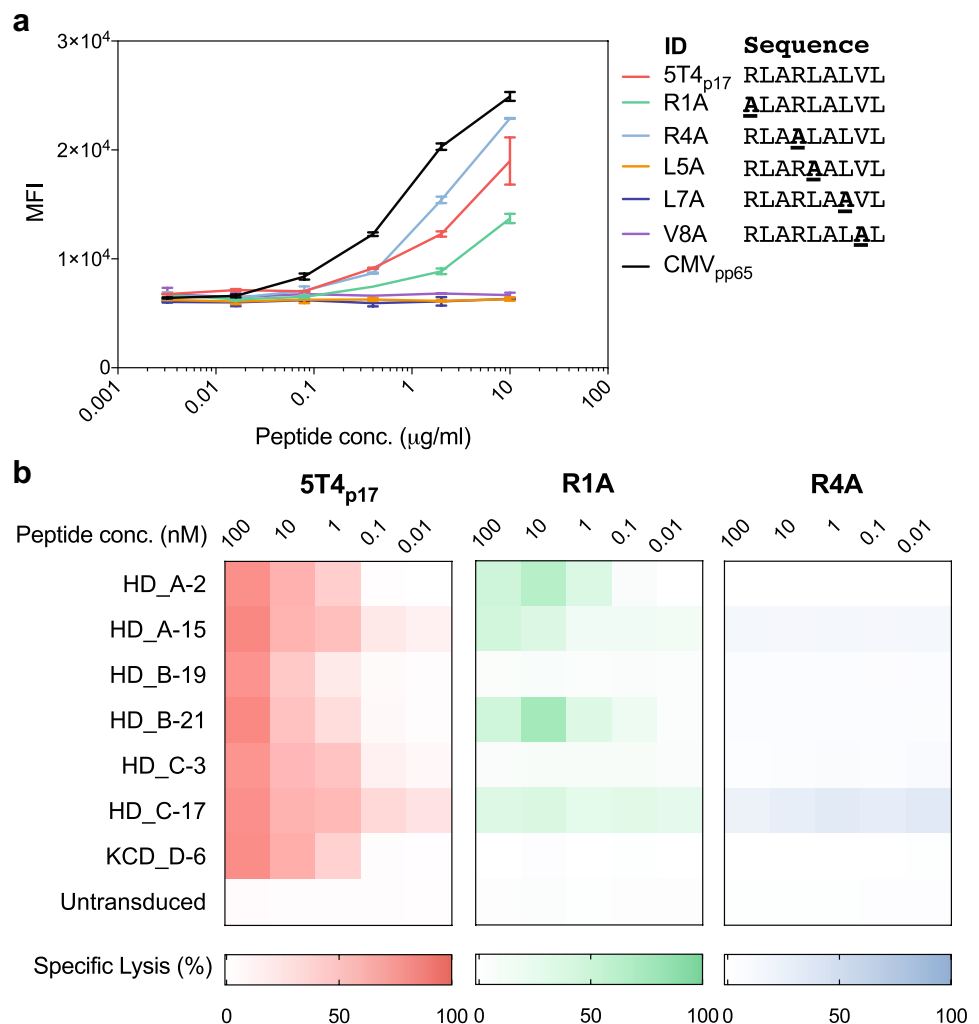 a
3×10⁴
2×10⁴
1×10⁴
0
MFI
0.001 0.01 0.1 1 10 100
Peptide conc. (μg/ml)
ID Sequence
5T4p17 RLARLALVL
R1A ALARLALVL
R4A RLAALALVL
L5A RLARAALVL
L7A RLARLAAVL
V8A RLARLALAL
CMVpp65
b
5T4p17 R1A R4A
Peptide conc. (nM) 100 10 1 0.1 0.01 100 10 1 0.1 0.01 100 10 1 0.1 0.01
HD_A-2
HD_A-15
HD_B-19
HD_B-21
HD_C-3
HD_C-17
KCD_D-6
Untransduced
Specific Lysis (%)
0 50 100 0 50 100 0 50 100